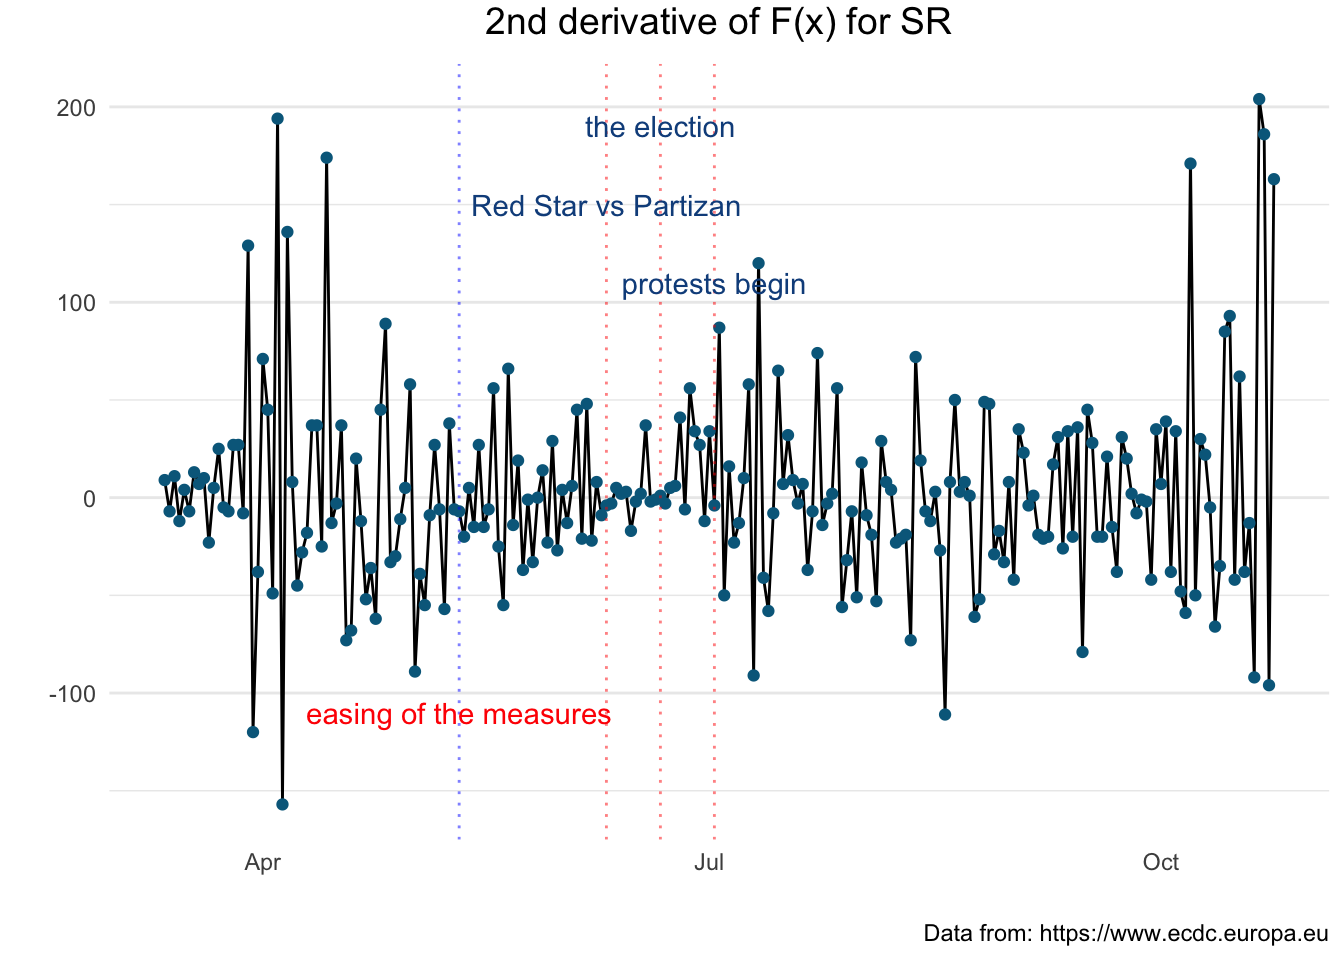 2nd derivative of F(x) for SR
200
the election
Red Star vs Partizan
protests begin
100
0
-100
easing of the measures
Apr
Jul
Oct
Data from: https://www.ecdc.europa.eu